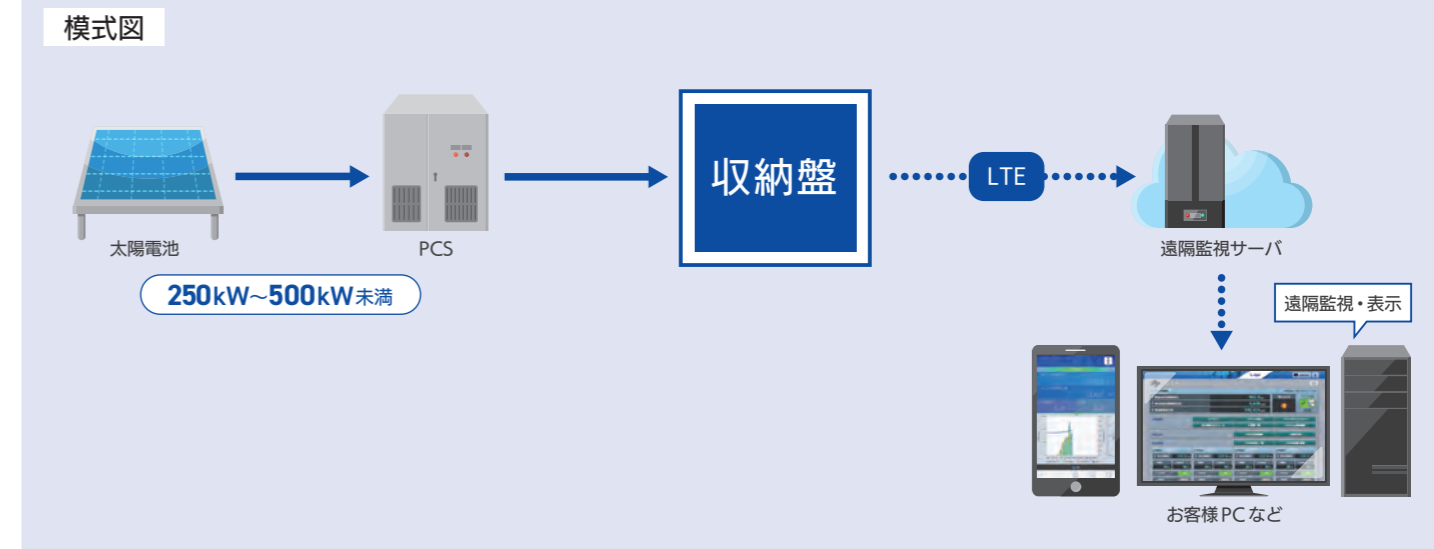 模式図
収納盤
LTE
太陽電池
PCS
遠隔監視サーバ
250kW~500kW未満
遠隔監視・表示
お客様PCなど